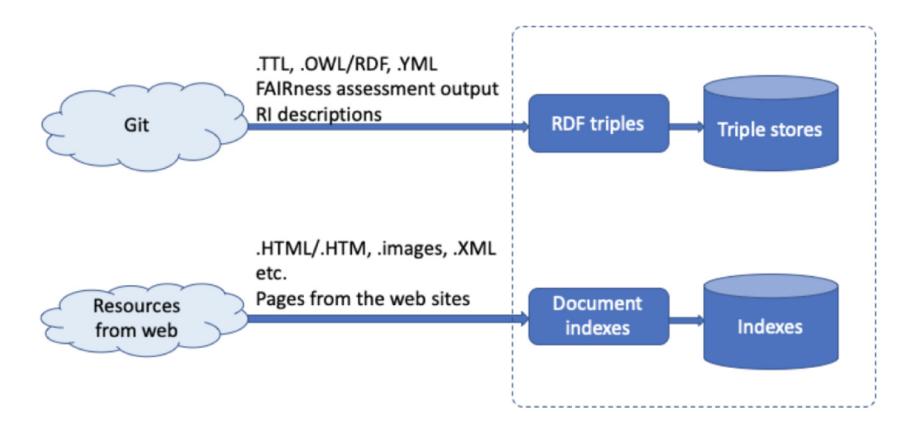 .TTL, .OWL/RDF, .YML
FAIRness assessment output
RI descriptions
Git
RDF triples
Triple stores
.HTML/.HTM, .images, .XML
etc.
Pages from the web sites
Resources
from web
Document
indexes
Indexes